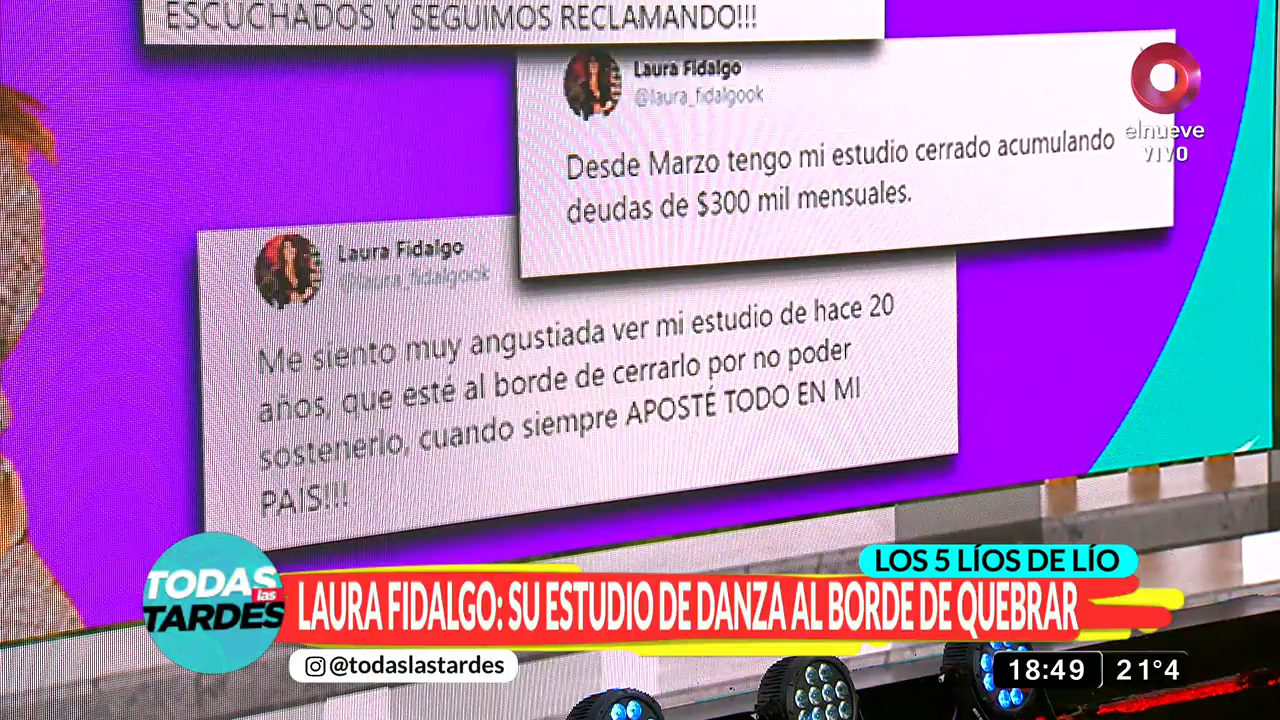 ESCUCHADOS Y SEGUIMOS RECLAMANDO!!!
Laura Fidalgo
@laura_fidalgook
Desde Marzo tengo mi estudio cerrado acumulando
deudas de $300 mil mensuales.
elnueve
VIVO
Laura Fidalgo
@laura_fidalgook
Me siento muy angustiada ver mi estudio de hace 20
años, que esté al borde de cerrarlo por no poder
sostenerlo, cuando siempre APOSTÉ TODO EN MI
PAIS!!!
LOS 5 LÍOS DE LÍO
TODAS
las
TARDES
LAURA FIDALGO: SU ESTUDIO DE DANZA AL BORDE DE QUEBRAR
@todaslastardes
18:49 21°4